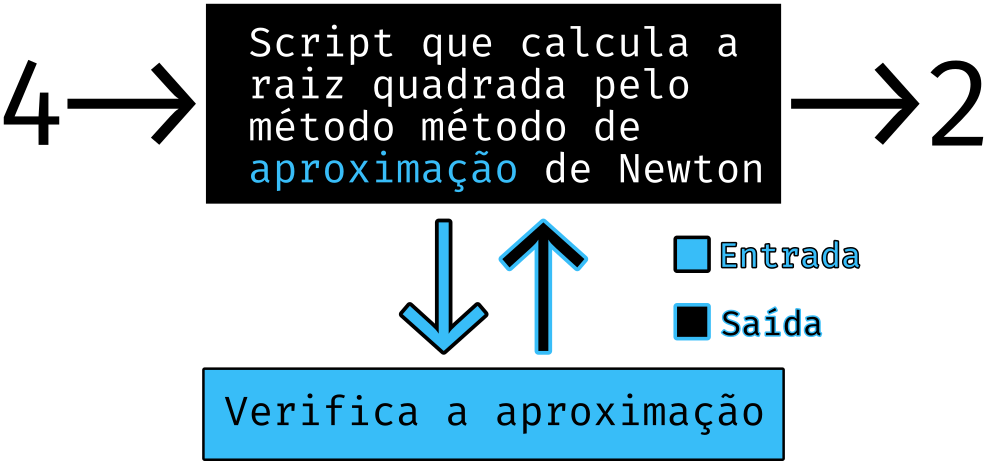 4
Script que calcula a
raiz quadrada pelo
método método de
aproximação de Newton
2
Entrada
Saída
Verifica a aproximação